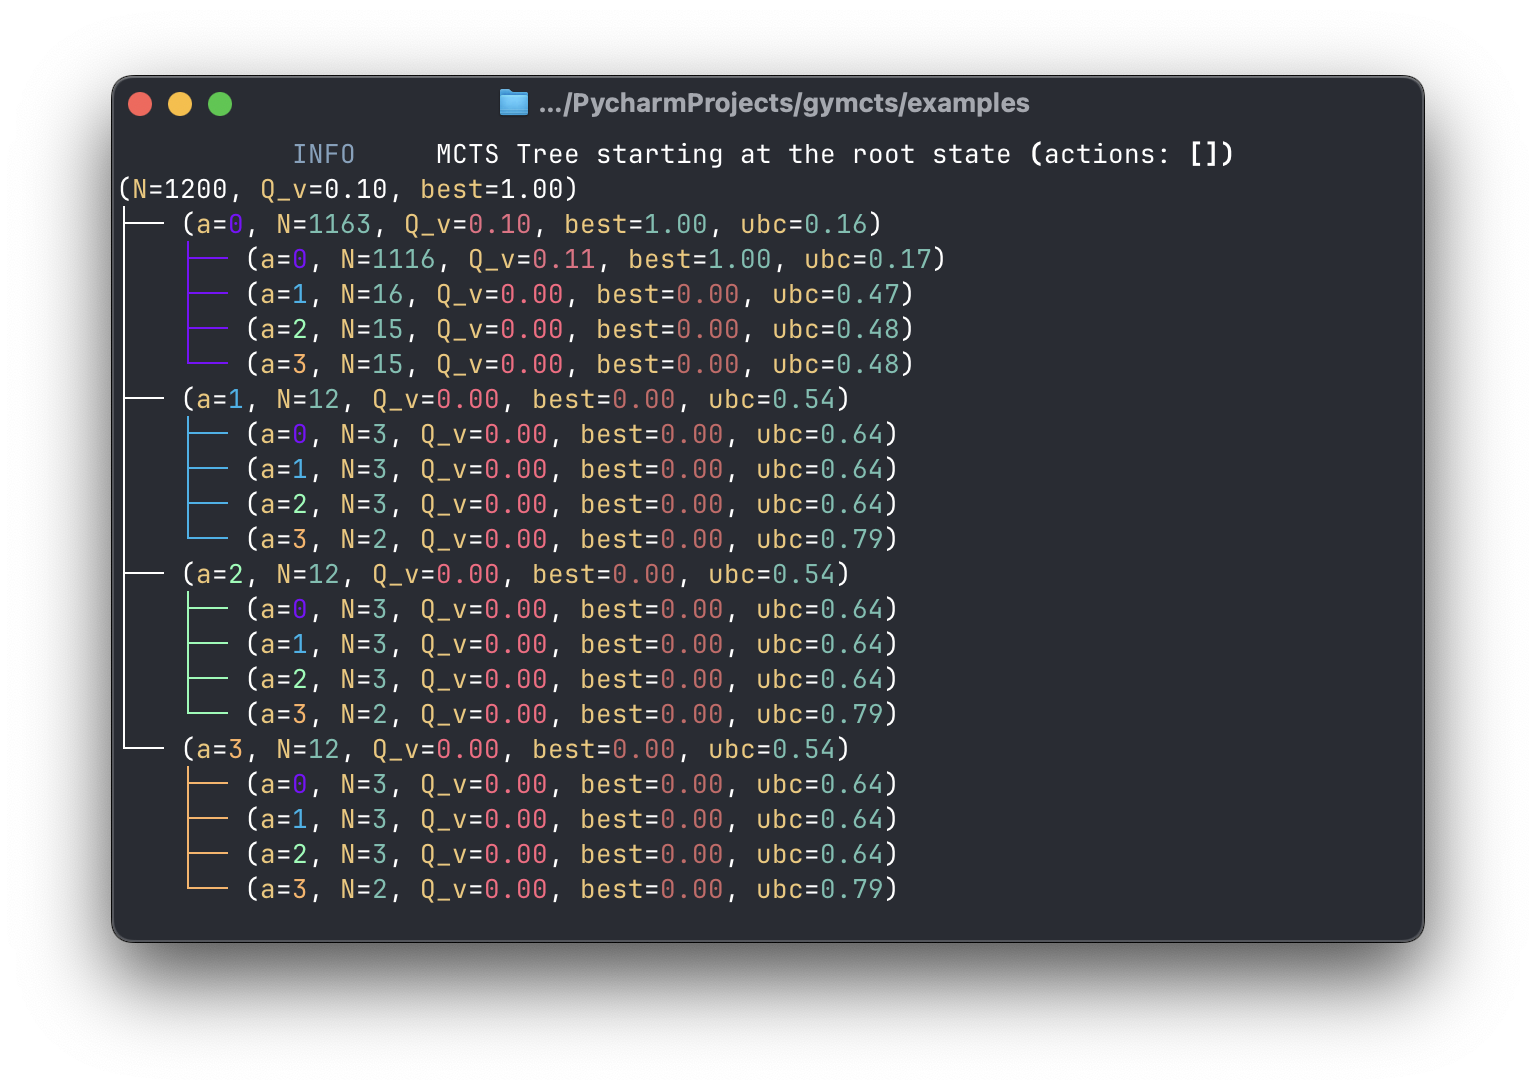 .../PycharmProjects/gymcts/examples
INFO MCTS Tree starting at the root state (actions: [])
(N=1200, Q_v=0.10, best=1.00)
├── (a=0, N=1163, Q_v=0.10, best=1.00, ubc=0.16)
│   ├── (a=0, N=1116, Q_v=0.11, best=1.00, ubc=0.17)
│   ├── (a=1, N=16, Q_v=0.00, best=0.00, ubc=0.47)
│   ├── (a=2, N=15, Q_v=0.00, best=0.00, ubc=0.48)
│   └── (a=3, N=15, Q_v=0.00, best=0.00, ubc=0.48)
├── (a=1, N=12, Q_v=0.00, best=0.00, ubc=0.54)
│   ├── (a=0, N=3, Q_v=0.00, best=0.00, ubc=0.64)
│   ├── (a=1, N=3, Q_v=0.00, best=0.00, ubc=0.64)
│   ├── (a=2, N=3, Q_v=0.00, best=0.00, ubc=0.64)
│   └── (a=3, N=2, Q_v=0.00, best=0.00, ubc=0.79)
├── (a=2, N=12, Q_v=0.00, best=0.00, ubc=0.54)
│   ├── (a=0, N=3, Q_v=0.00, best=0.00, ubc=0.64)
│   ├── (a=1, N=3, Q_v=0.00, best=0.00, ubc=0.64)
│   ├── (a=2, N=3, Q_v=0.00, best=0.00, ubc=0.64)
│   └── (a=3, N=2, Q_v=0.00, best=0.00, ubc=0.79)
└── (a=3, N=12, Q_v=0.00, best=0.00, ubc=0.54)
    ├── (a=0, N=3, Q_v=0.00, best=0.00, ubc=0.64)
    ├── (a=1, N=3, Q_v=0.00, best=0.00, ubc=0.64)
    ├── (a=2, N=3, Q_v=0.00, best=0.00, ubc=0.64)
    └── (a=3, N=2, Q_v=0.00, best=0.00, ubc=0.79)